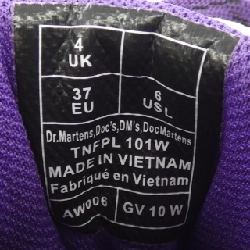 4
UK
37
EU
6
US L
Dr.Martens,Doc's,DM's,DocMartens
TNFPL 101W
MADE IN VIETNAM
Fabriqué en Vietnam
AW006
GV 10 W